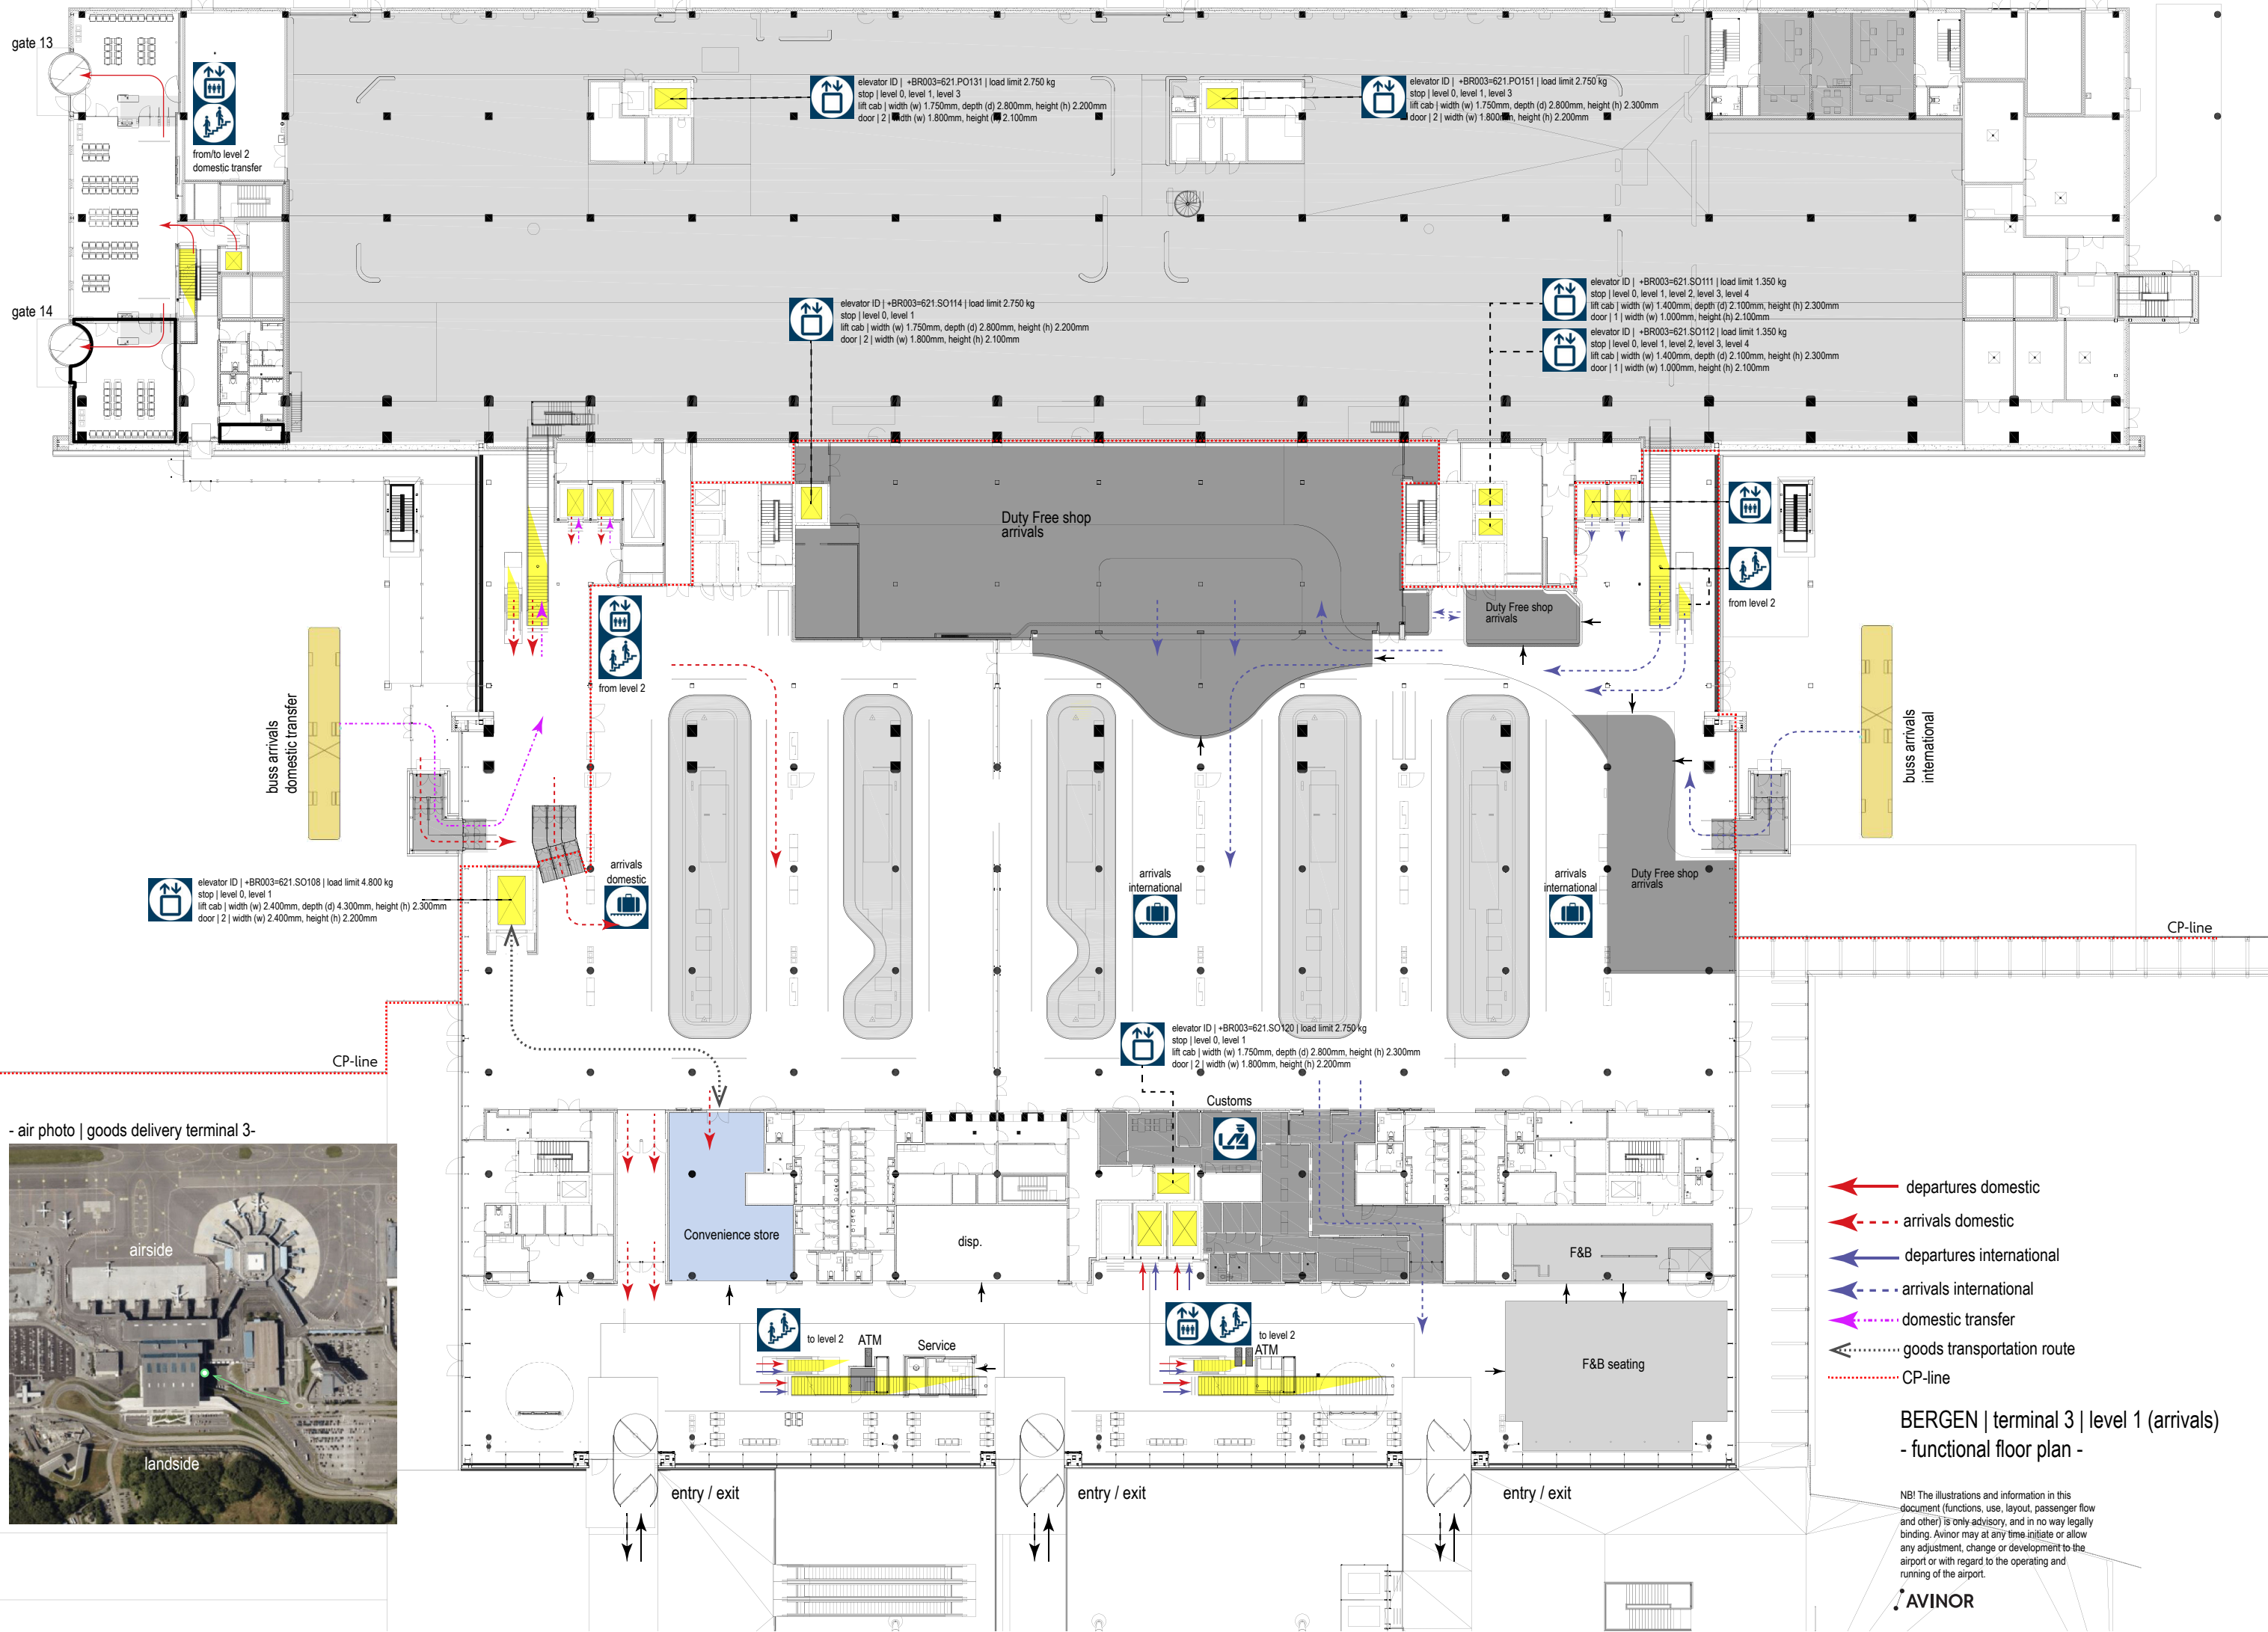 gate 13
from/to level 2
domestic transfer
elevator ID | +BR003=621.PO131 | load limit 2.750 kg
stop | level 0, level 1, level 3
lift cab | width (w) 1.750mm, depth (d) 2.800mm, height (h) 2.200mm
door | 2 | width (w) 1.800mm, height (h) 2.100mm
elevator ID | +BR003=621.PO151 | load limit 2.750 kg
stop | level 0, level 1, level 3
lift cab | width (w) 1.750mm, depth (d) 2.800mm, height (h) 2.300mm
door | 2 | width (w) 1.800mm, height (h) 2.200mm
gate 14
elevator ID | +BR003=621.SO114 | load limit 2.750 kg
stop | level 0, level 1
lift cab | width (w) 1.750mm, depth (d) 2.800mm, height (h) 2.200mm
door | 2 | width (w) 1.800mm, height (h) 2.100mm
elevator ID | +BR003=621.SO111 | load limit 1.350 kg
stop | level 0, level 1, level 2, level 3, level 4
lift cab | width (w) 1.400mm, depth (d) 2.100mm, height (h) 2.300mm
door | 1 | width (w) 1.000mm, height (h) 2.100mm
elevator ID | +BR003=621.SO112 | load limit 1.350 kg
stop | level 0, level 1, level 2, level 3, level 4
lift cab | width (w) 1.400mm, depth (d) 2.100mm, height (h) 2.300mm
door | 1 | width (w) 1.000mm, height (h) 2.100mm
Duty Free shop
arrivals
Duty Free shop
arrivals
from level 2
from level 2
buss arrivals
domestic transfer
buss arrivals
international
arrivals
domestic
arrivals
international
arrivals
international
Duty Free shop
arrivals
elevator ID | +BR003=621.SO108 | load limit 4.800 kg
stop | level 0, level 1
lift cab | width (w) 2.400mm, depth (d) 4.300mm, height (h) 2.300mm
door | 2 | width (w) 2.400mm, height (h) 2.200mm
CP-line
CP-line
elevator ID | +BR003=621.SO120 | load limit 2.750 kg
stop | level 0, level 1
lift cab | width (w) 1.750mm, depth (d) 2.800mm, height (h) 2.300mm
door | 2 | width (w) 1.800mm, height (h) 2.200mm
Customs
- air photo | goods delivery terminal 3-
airside
landside
Convenience store
disp.
F&B
to level 2
ATM
Service
to level 2
ATM
F&B seating
entry / exit
entry / exit
entry / exit
departures domestic
arrivals domestic
departures international
arrivals international
domestic transfer
goods transportation route
CP-line
BERGEN | terminal 3 | level 1 (arrivals)
- functional floor plan -
NB! The illustrations and information in this
document (functions, use, layout, passenger flow
and other) is only advisory, and in no way legally
binding. Avinor may at any time initiate or allow
any adjustment, change or development to the
airport or with regard to the operating and
running of the airport.
AVINOR